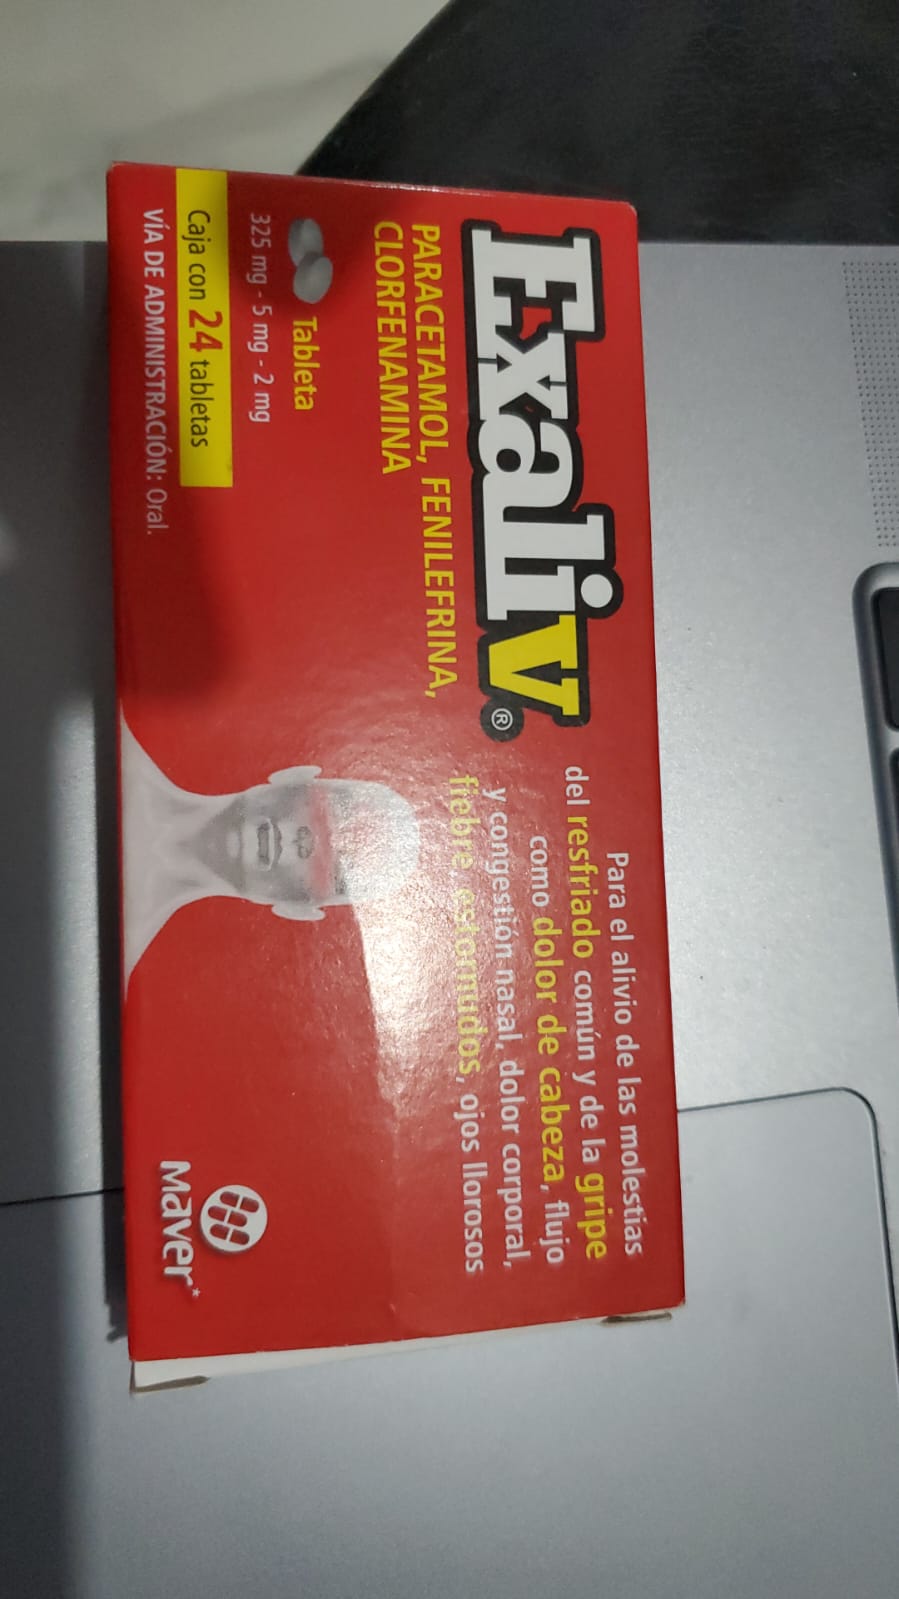 Exaliv®
PARACETAMOL, FENILEFRINA,
CLORFENAMINA
Tableta
325 mg - 5 mg - 2 mg
Caja con 24 tabletas
VÍA DE ADMINISTRACIÓN: Oral.
Para el alivio de las molestias
del resfriado común y de la gripe
como dolor de cabeza, flujo
y congestión nasal, dolor corporal,
fiebre, estornudos, ojos llorosos
Maver*